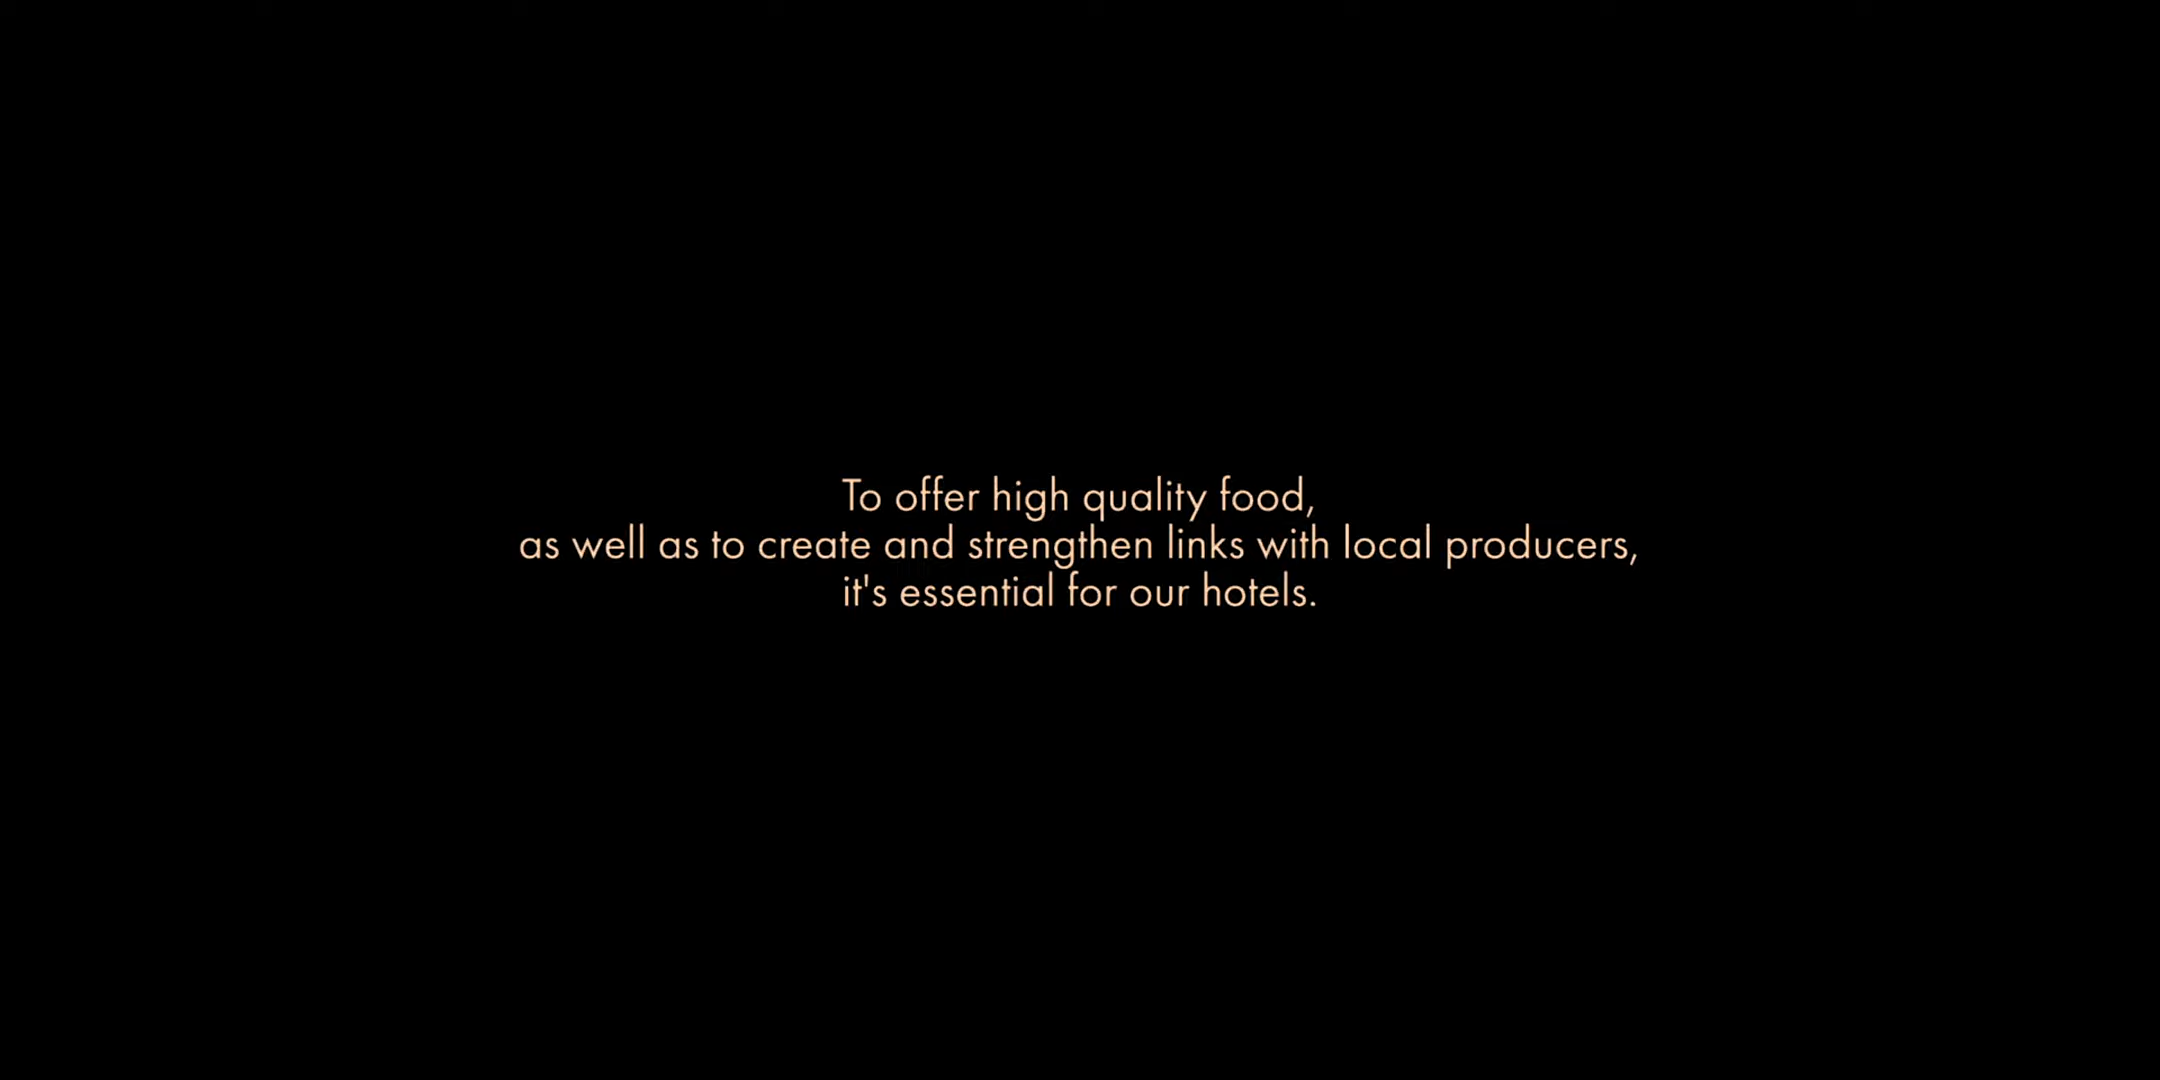 To offer high quality food,
as well as to create and strengthen links with local producers,
it's essential for our hotels.